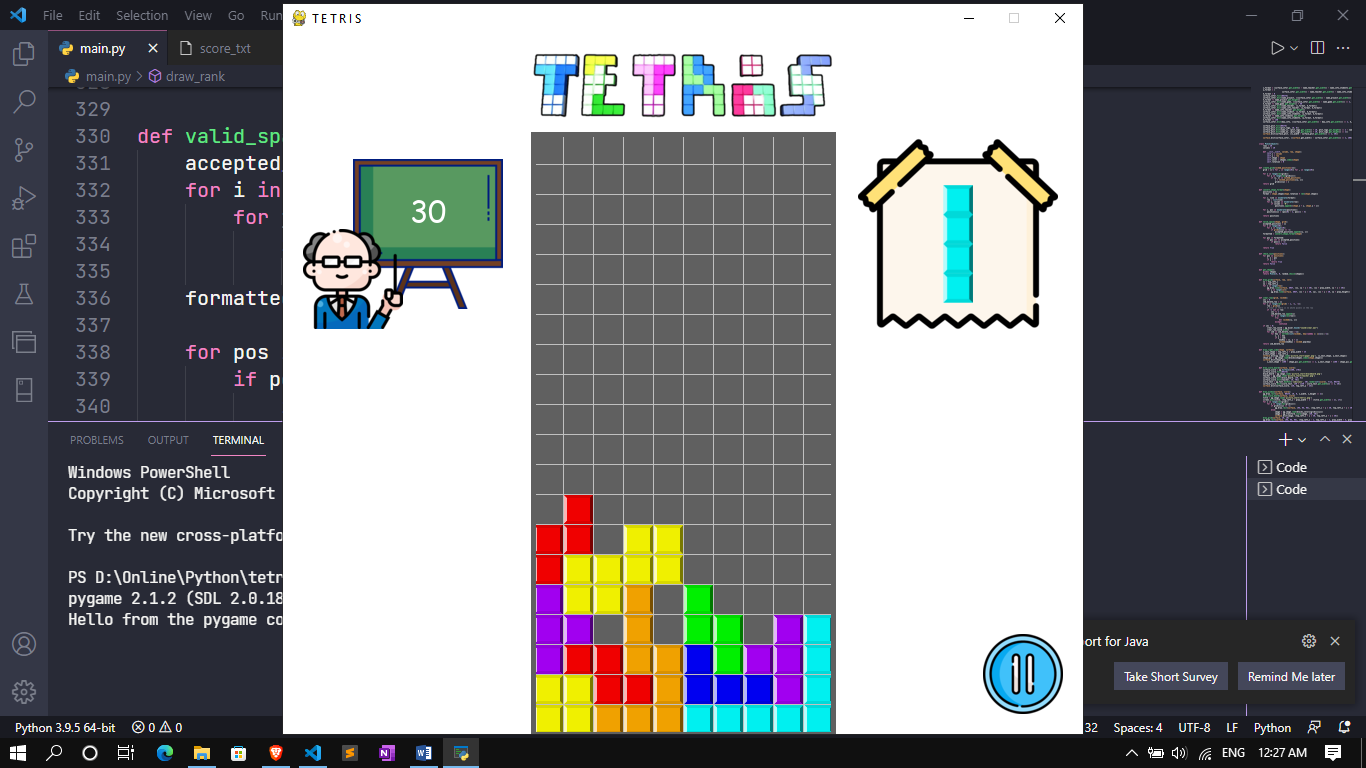 File Edit Selection View Go Run
TETRIS
main.py
score_txt
main.py > draw_rank
TETRiS
329
330 def valid_spa
331 accepted
332 for i in
333 for
334
335
336 formatte
337
338 for pos
339 if p
340
30
PROBLEMS OUTPUT TERMINAL
Windows PowerShell
Copyright (C) Microsoft
Try the new cross-platfo
PS D:\Online\Python\tetr
pygame 2.1.2 (SDL 2.0.18
Hello from the pygame co
Code
Code
ort for Java
Take Short Survey Remind Me later
Python 3.9.5 64-bit 0 0 32 Spaces: 4 UTF-8 LF Python
ENG 12:27 AM